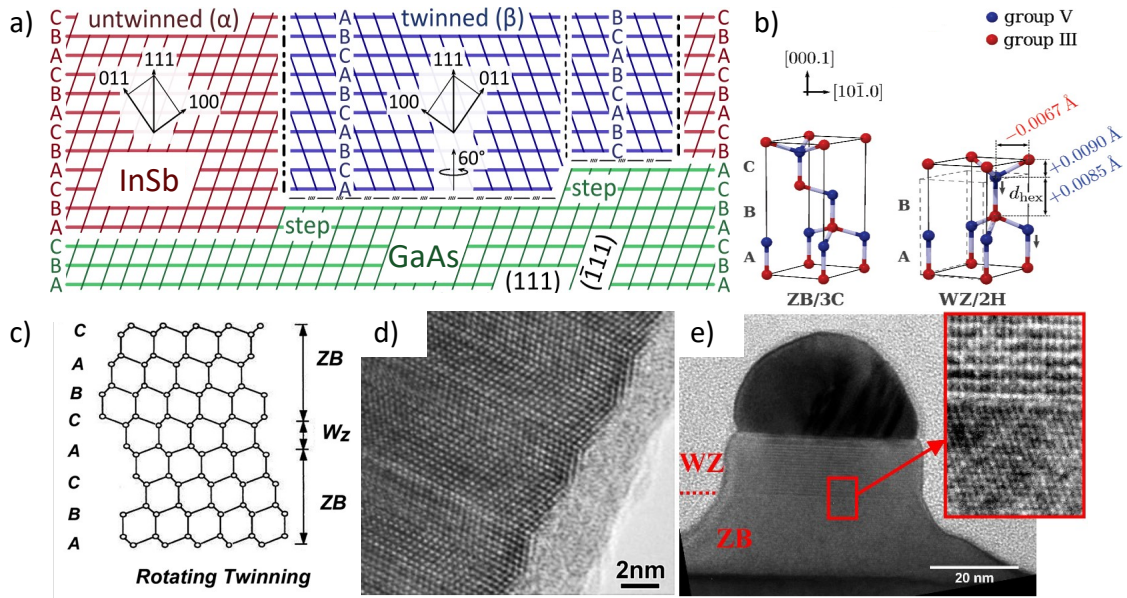 a)
untwinned (α)
twinned (β)
C
B
A
C
B
A
C
B
A
C
B
A
C
B
A
A
B
C
A
B
C
A
B
C
A
B
C
A
B
C
A
B
C
C
B
A
C
B
A
C
B
A
C
B
A
C
B
A
111
011
100
111
011
100
60°
InSb
step
step
GaAs
(111)
(1̄11)
b)
group V
group III
[000.1]
[101̄.0]
−0.0067 Å
+0.0090 Å
+0.0085 Å
d hex
C
B
A
B
A
ZB/3C
WZ/2H
c)
C
A
B
C
A
C
B
A
ZB
Wz
ZB
Rotating Twinning
d)
2nm
e)
WZ
ZB
20 nm